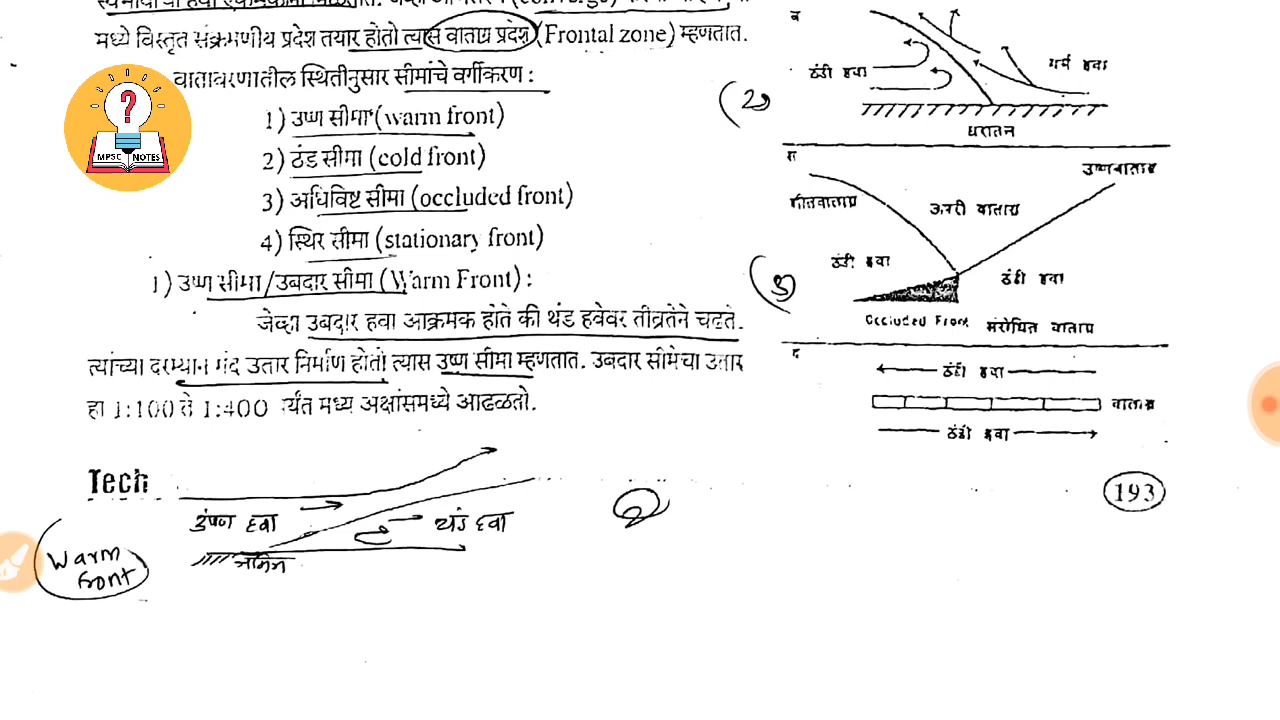 मध्ये विस्तृत संक्रमणीय प्रदेश तयार होतो त्यास वाताग्र प्रदेश (Frontal zone) म्हणतात.
वातावरणातील स्थितीनुसार सीमांचे वर्गीकरण :
1) उष्ण सीमा (warm front)
2) ठंड सीमा (cold front)
3) अधिविष्ट सीमा (occluded front)
4) स्थिर सीमा (stationary front)
1) उष्ण सीमा/उबदार सीमा (Warm Front) :
जेव्हा उबदार हवा आक्रमक होते की थंड हवेवर तीव्रतेने चढते.
त्यांच्या दरम्यान मंद उतार निर्माण होतो त्यास उष्ण सीमा म्हणतात. उबदार सीमेचा उतार
हा 1:100 ते 1:400 र्यंत मध्य अक्षांसमध्ये आढळतो.
MPSC NOTES
Tech
उष्ण हवा
थंड हवा
जमिन
Warm
front
2
ब
ठंडी हवा
गर्म हवा
(2)
धरातल
स
उष्णवाताग्र
शीतवाताग्र
ऊपरी वाताग्र
ठंडी हवा
ठंडी हवा
(3)
Occluded Front
संरोधित वाताग्र
द
ठंडी हवा
वाताग्र
ठंडी हवा
193